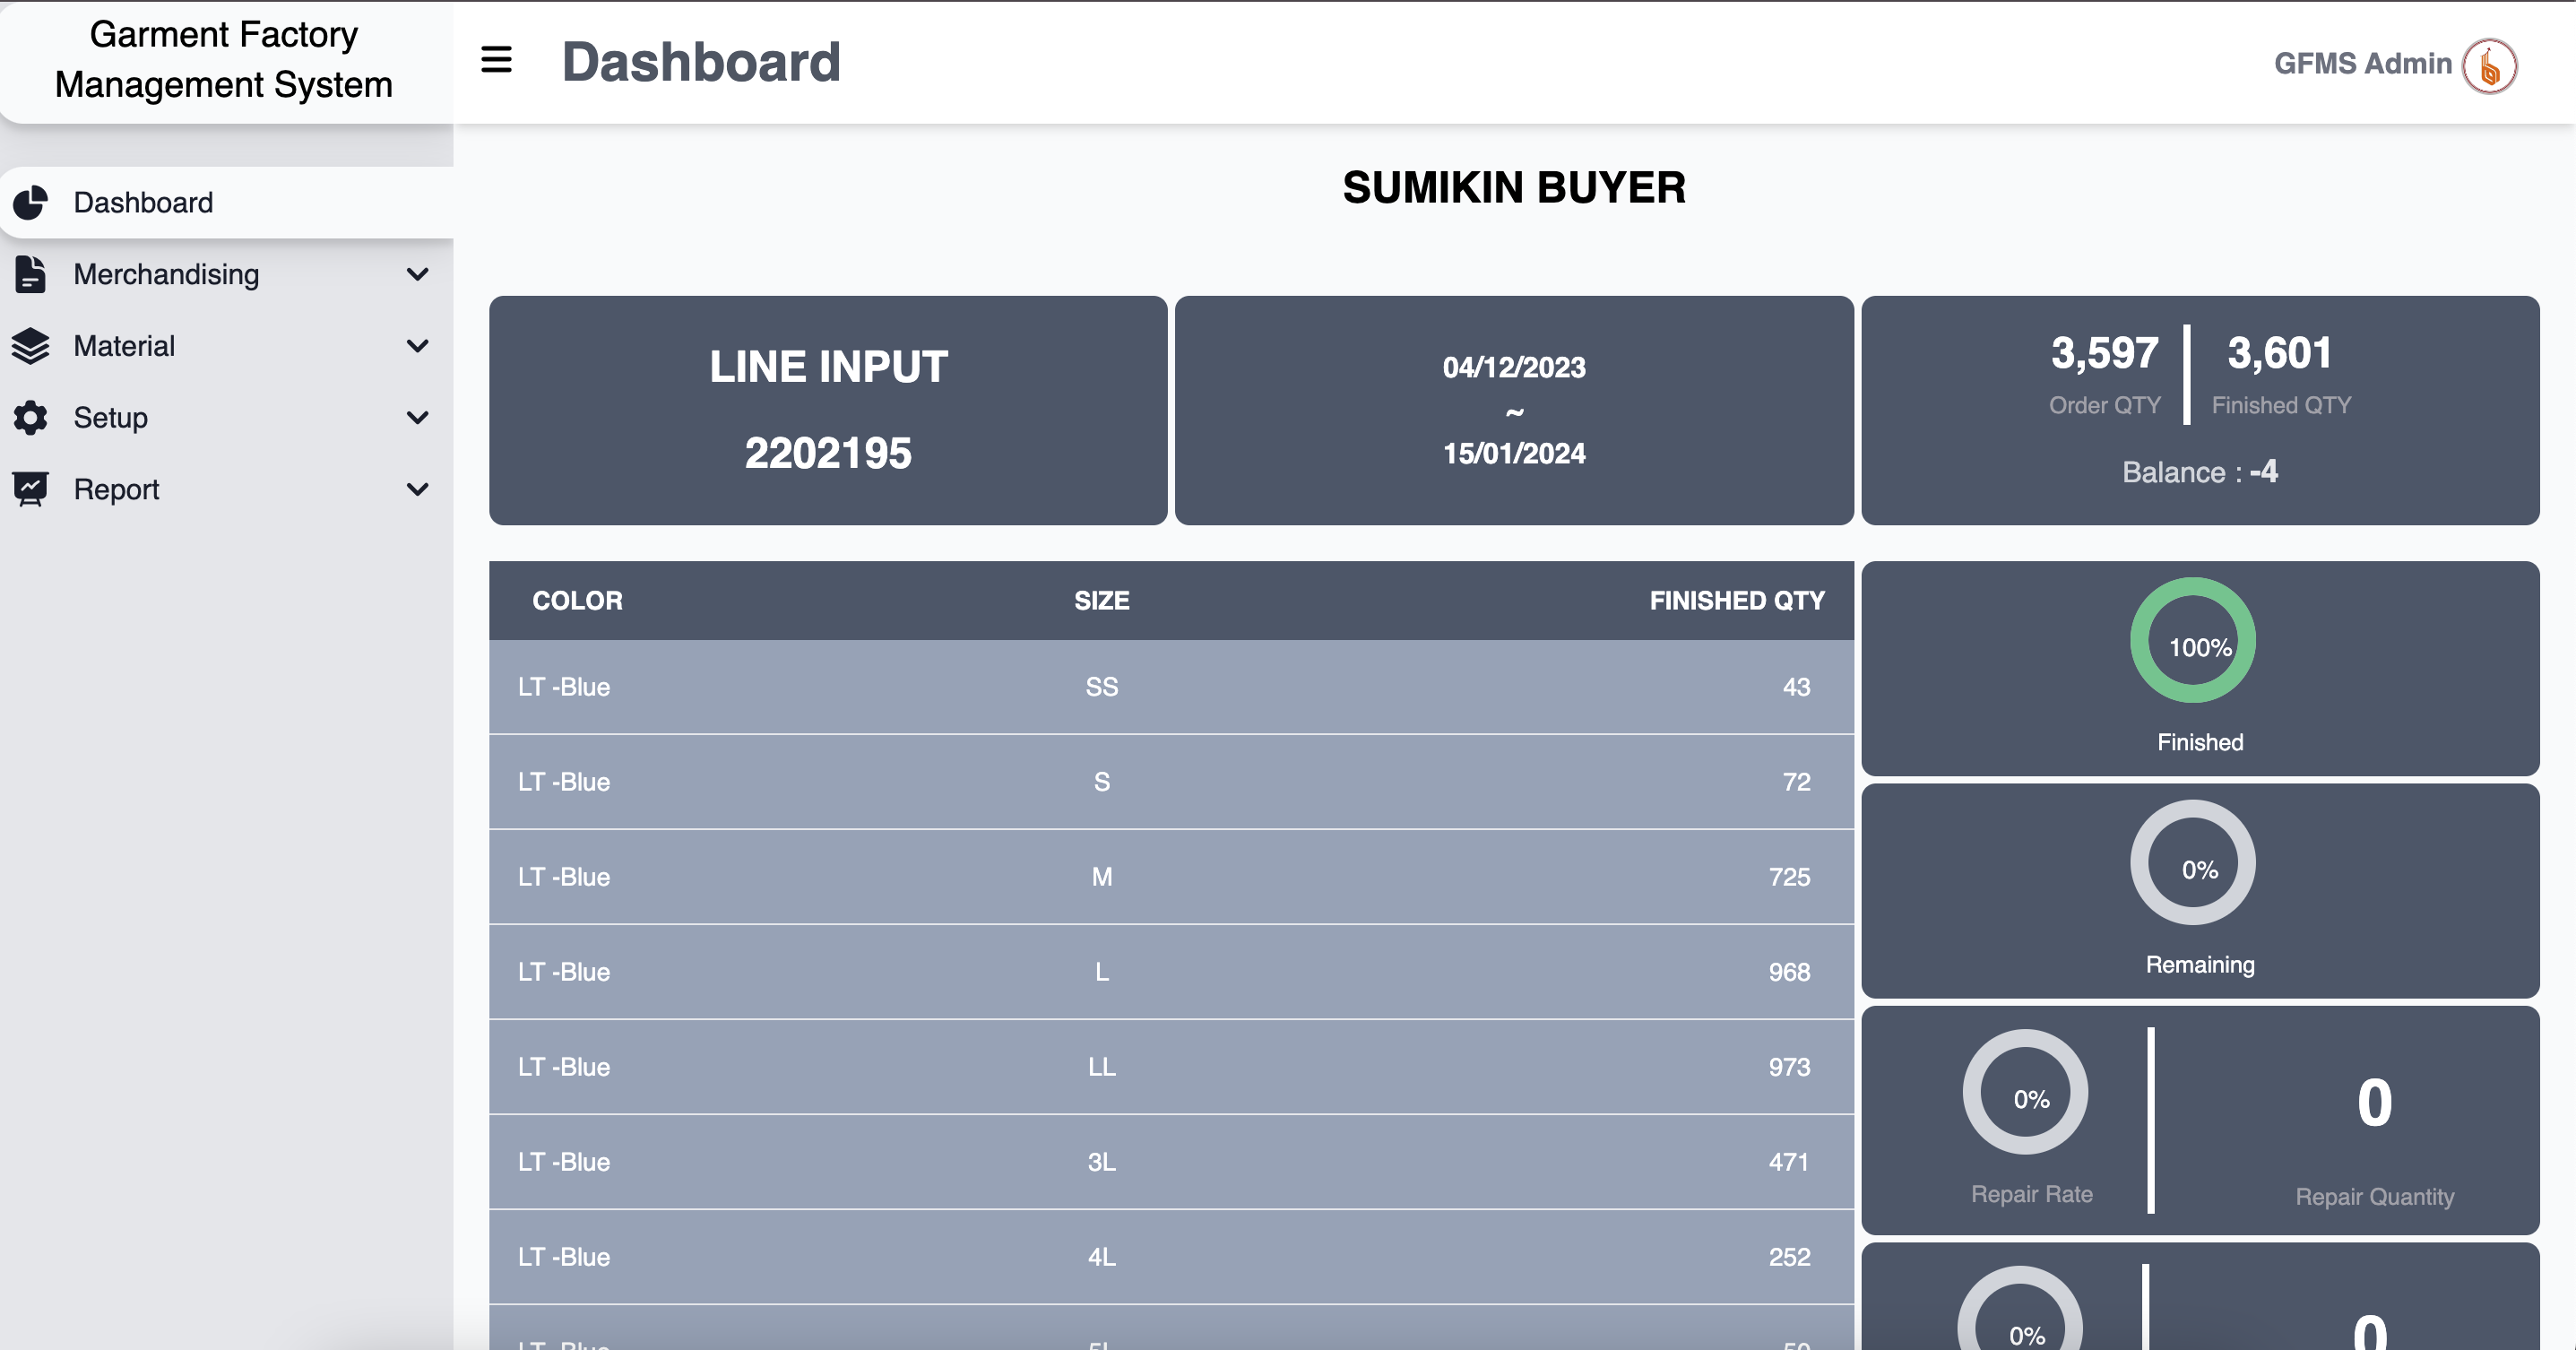 Garment Factory
Management System
Dashboard
GFMS Admin
Dashboard
Merchandising
Material
Setup
Report
SUMIKIN BUYER
LINE INPUT
2202195
04/12/2023
~
15/01/2024
3,597
Order QTY
3,601
Finished QTY
Balance : -4
COLOR SIZE FINISHED QTY
LT -Blue SS 43
LT -Blue S 72
LT -Blue M 725
LT -Blue L 968
LT -Blue LL 973
LT -Blue 3L 471
LT -Blue 4L 252
100%
Finished
0%
Remaining
0%
Repair Rate
0
Repair Quantity
0%
0